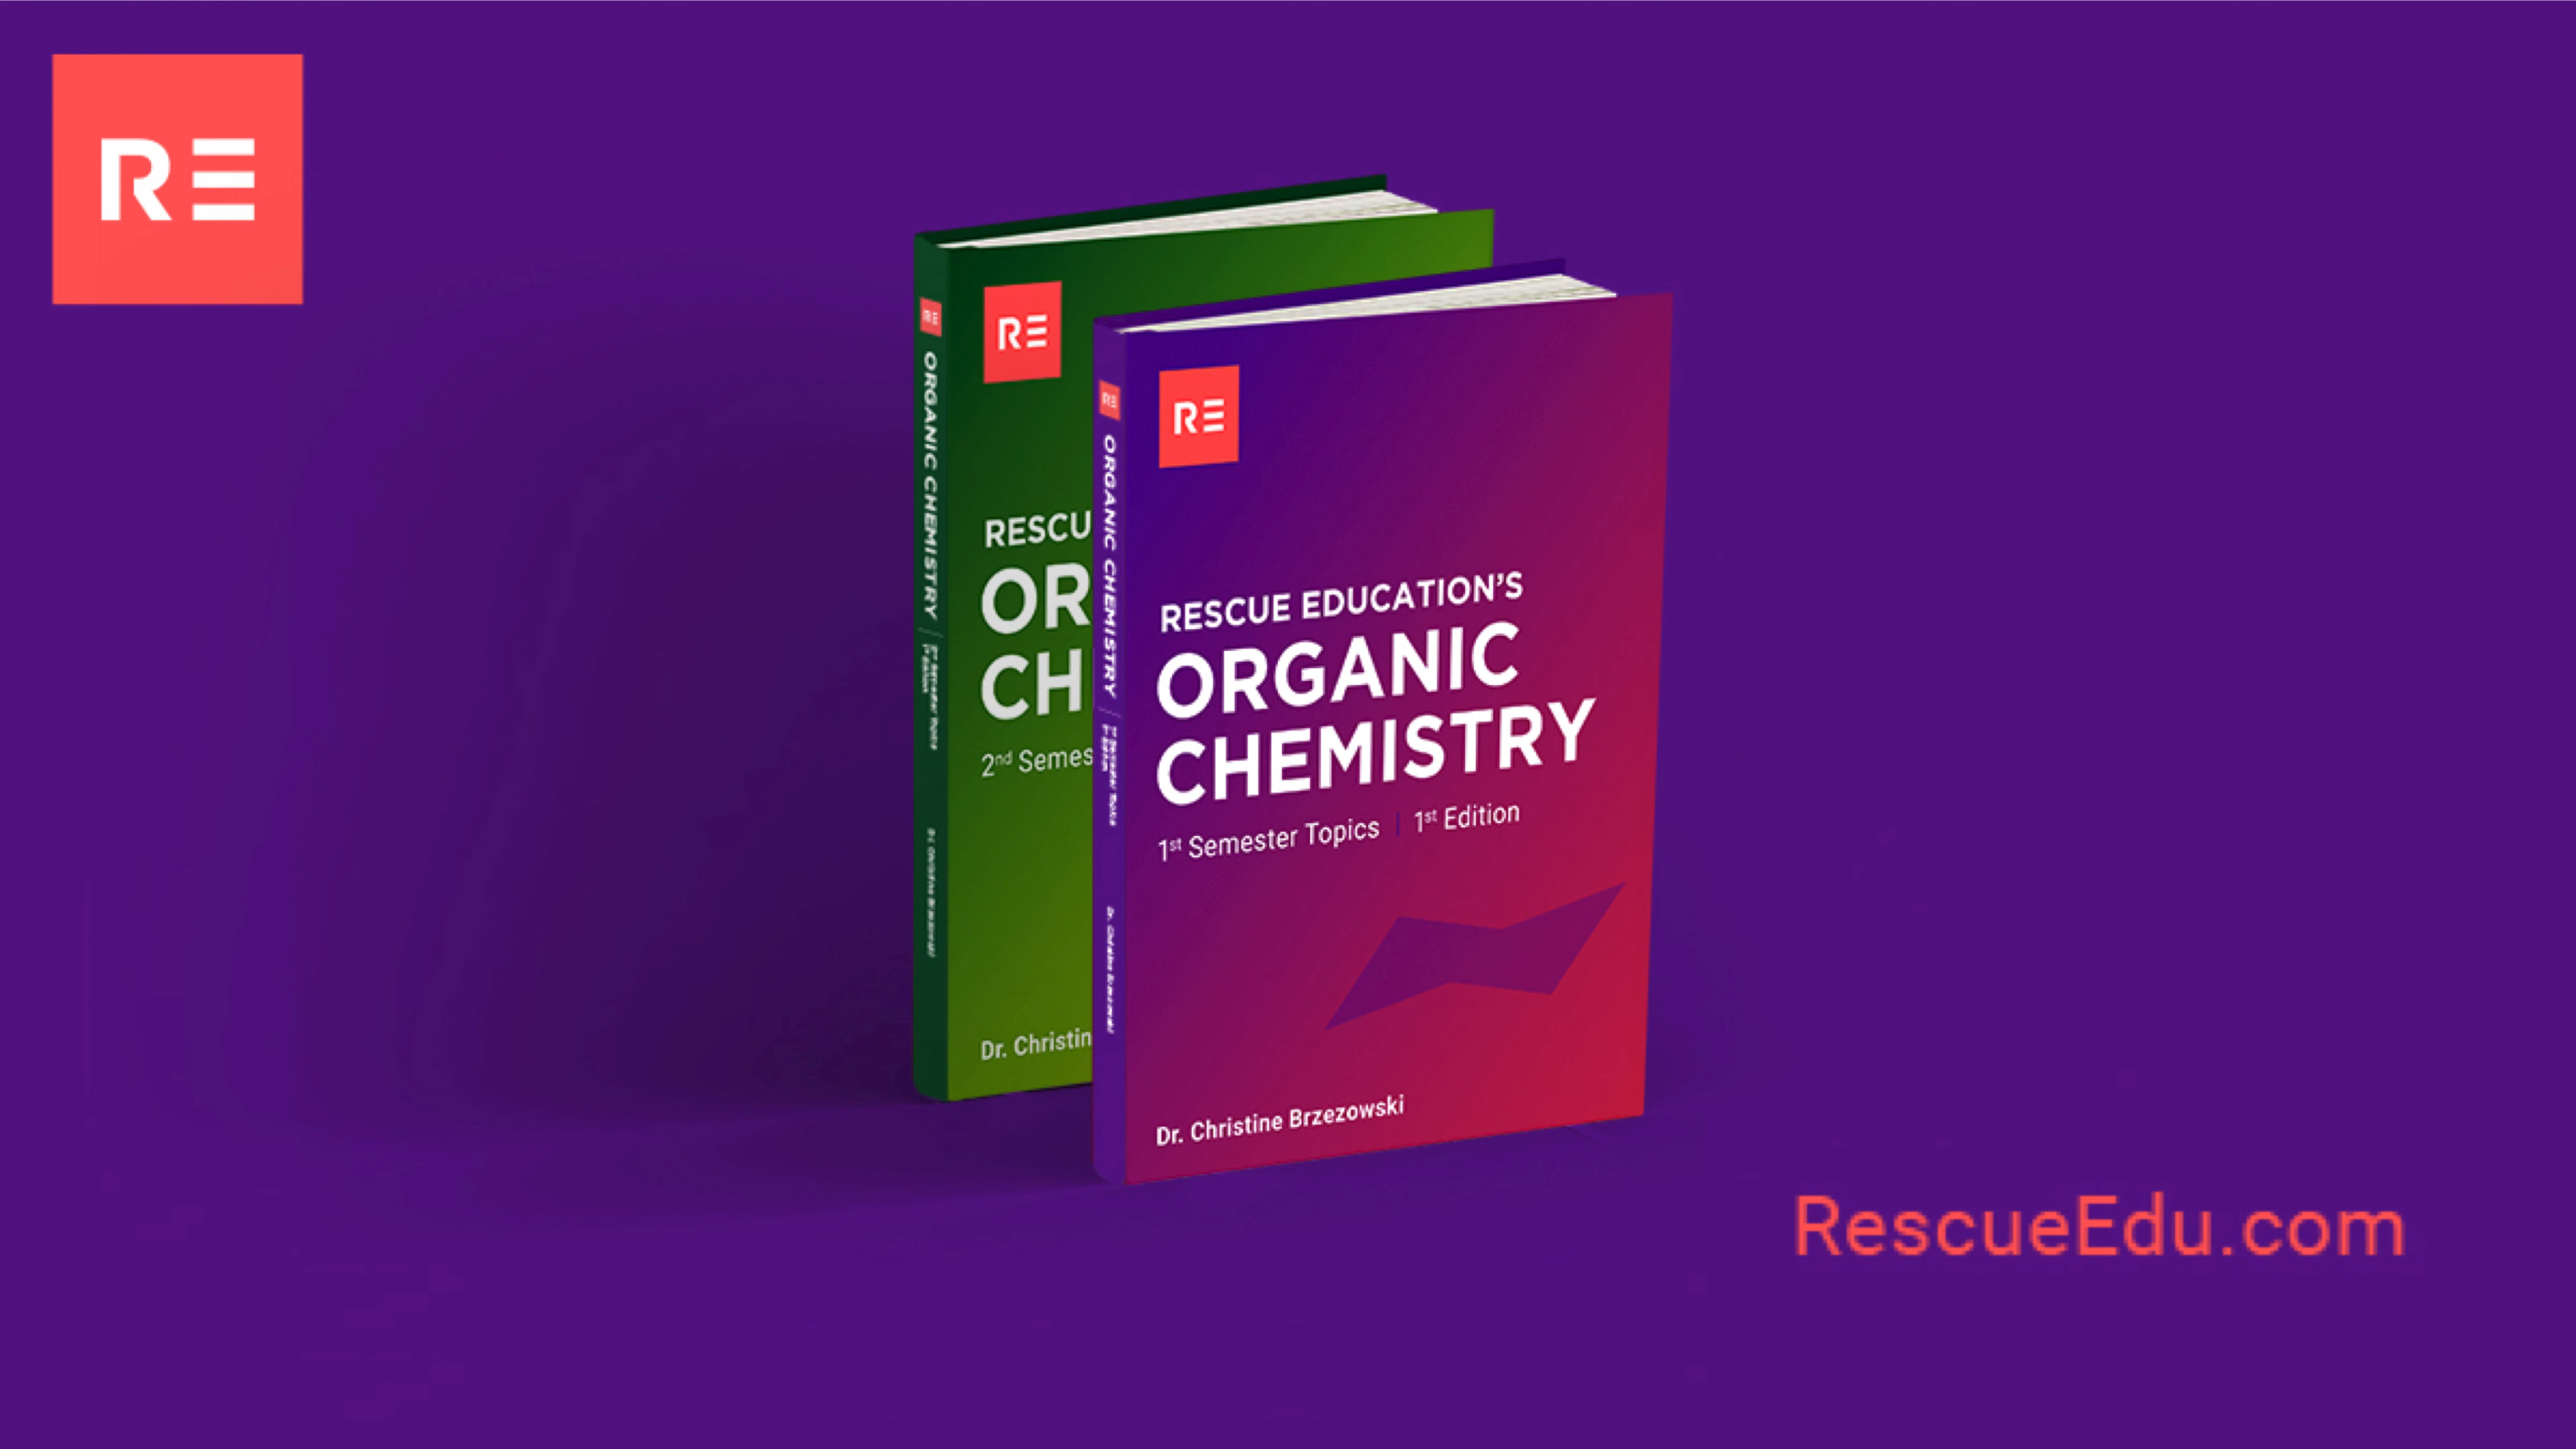 RE
RE
ORGANIC CHEMISTRY
RESCU
OR
CH
2nd Semes
Dr. Christin
RE
ORGANIC CHEMISTRY
RE
RESCUE EDUCATION'S
ORGANIC
CHEMISTRY
1st Semester Topics | 1st Edition
Dr. Christine Brzezowski
RescueEdu.com